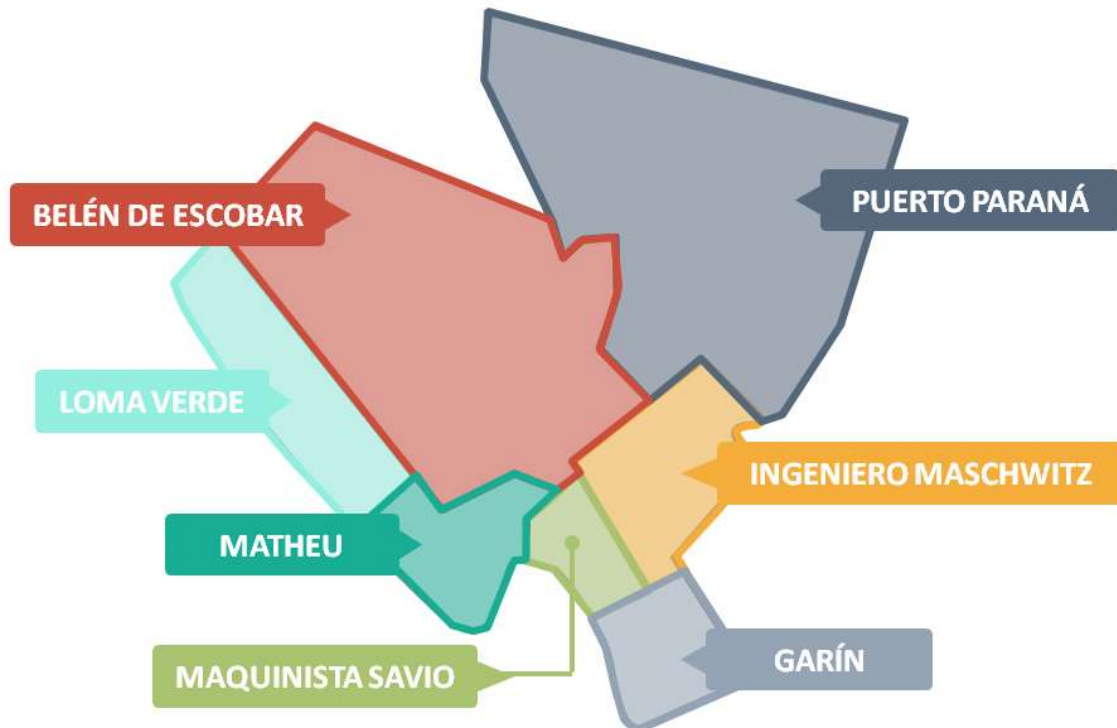 BELÉN DE ESCOBAR
PUERTO PARANÁ
LOMA VERDE
INGENIERO MASCHWITZ
MATHEU
MAQUINISTA SAVIO
GARÍN